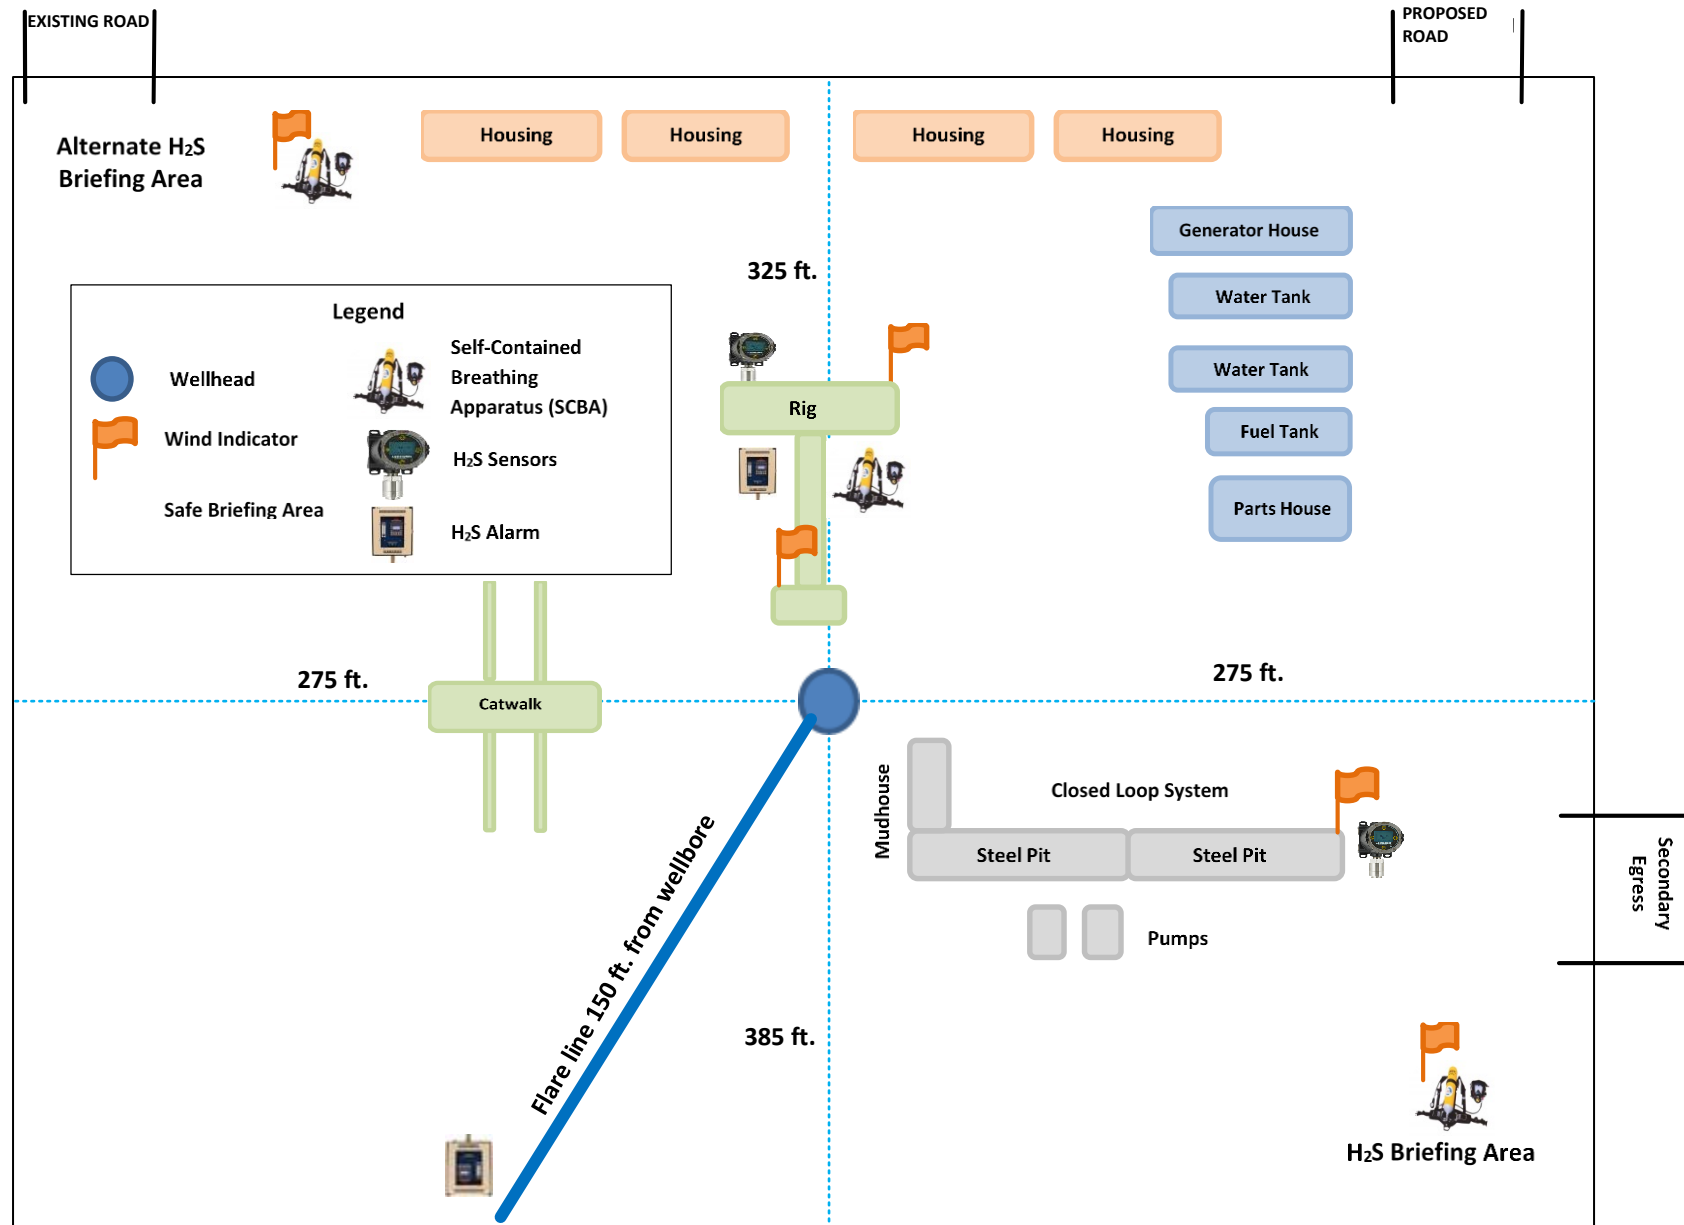 EXISTING ROAD
PROPOSED
ROAD
Alternate H2S
Briefing Area
Housing
Housing
Housing
Housing
Generator House
Water Tank
Water Tank
Fuel Tank
Parts House
325 ft.
Legend
Wellhead
Wind Indicator
Safe Briefing Area
Self-Contained
Breathing
Apparatus (SCBA)
H2S Sensors
H2S Alarm
Rig
275 ft.
Catwalk
275 ft.
Mudhouse
Closed Loop System
Steel Pit
Steel Pit
Pumps
Secondary
Egress
Flare line 150 ft. from wellbore
385 ft.
H2S Briefing Area